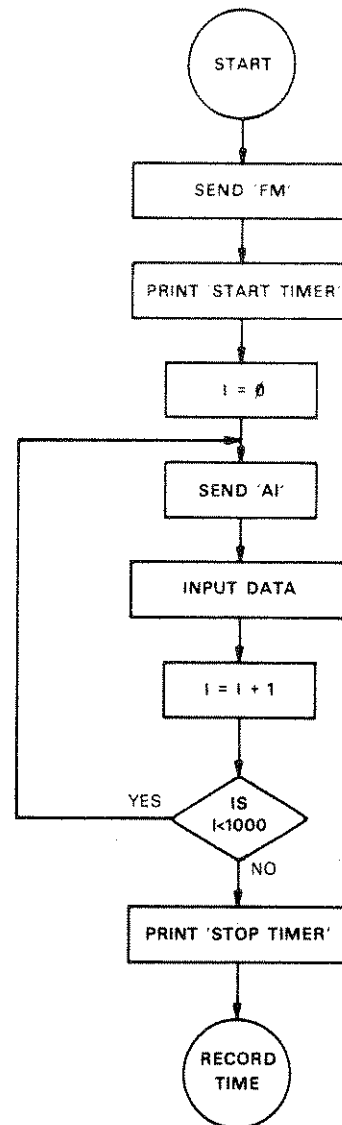 START
SEND 'FM'
PRINT 'START TIMER'
I = Ø
SEND 'AI'
INPUT DATA
I = I + 1
YES
IS
I<1000
NO
PRINT 'STOP TIMER'
RECORD
TIME